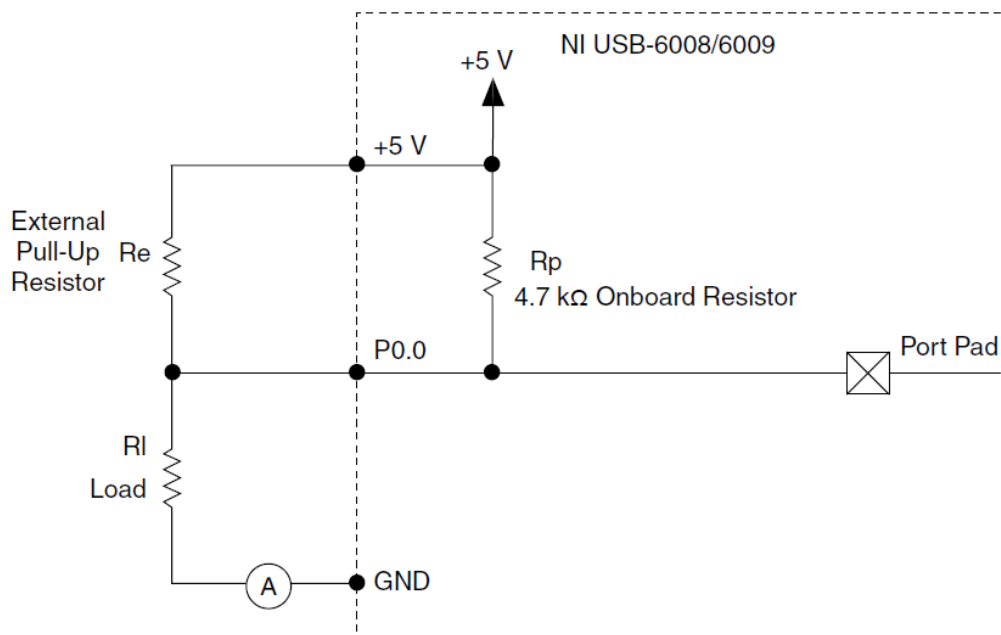 NI USB-6008/6009
+5 V
+5 V
External
Pull-Up Re
Resistor
Rp
4.7 kΩ Onboard Resistor
P0.0
Port Pad
Rl
Load
A
GND